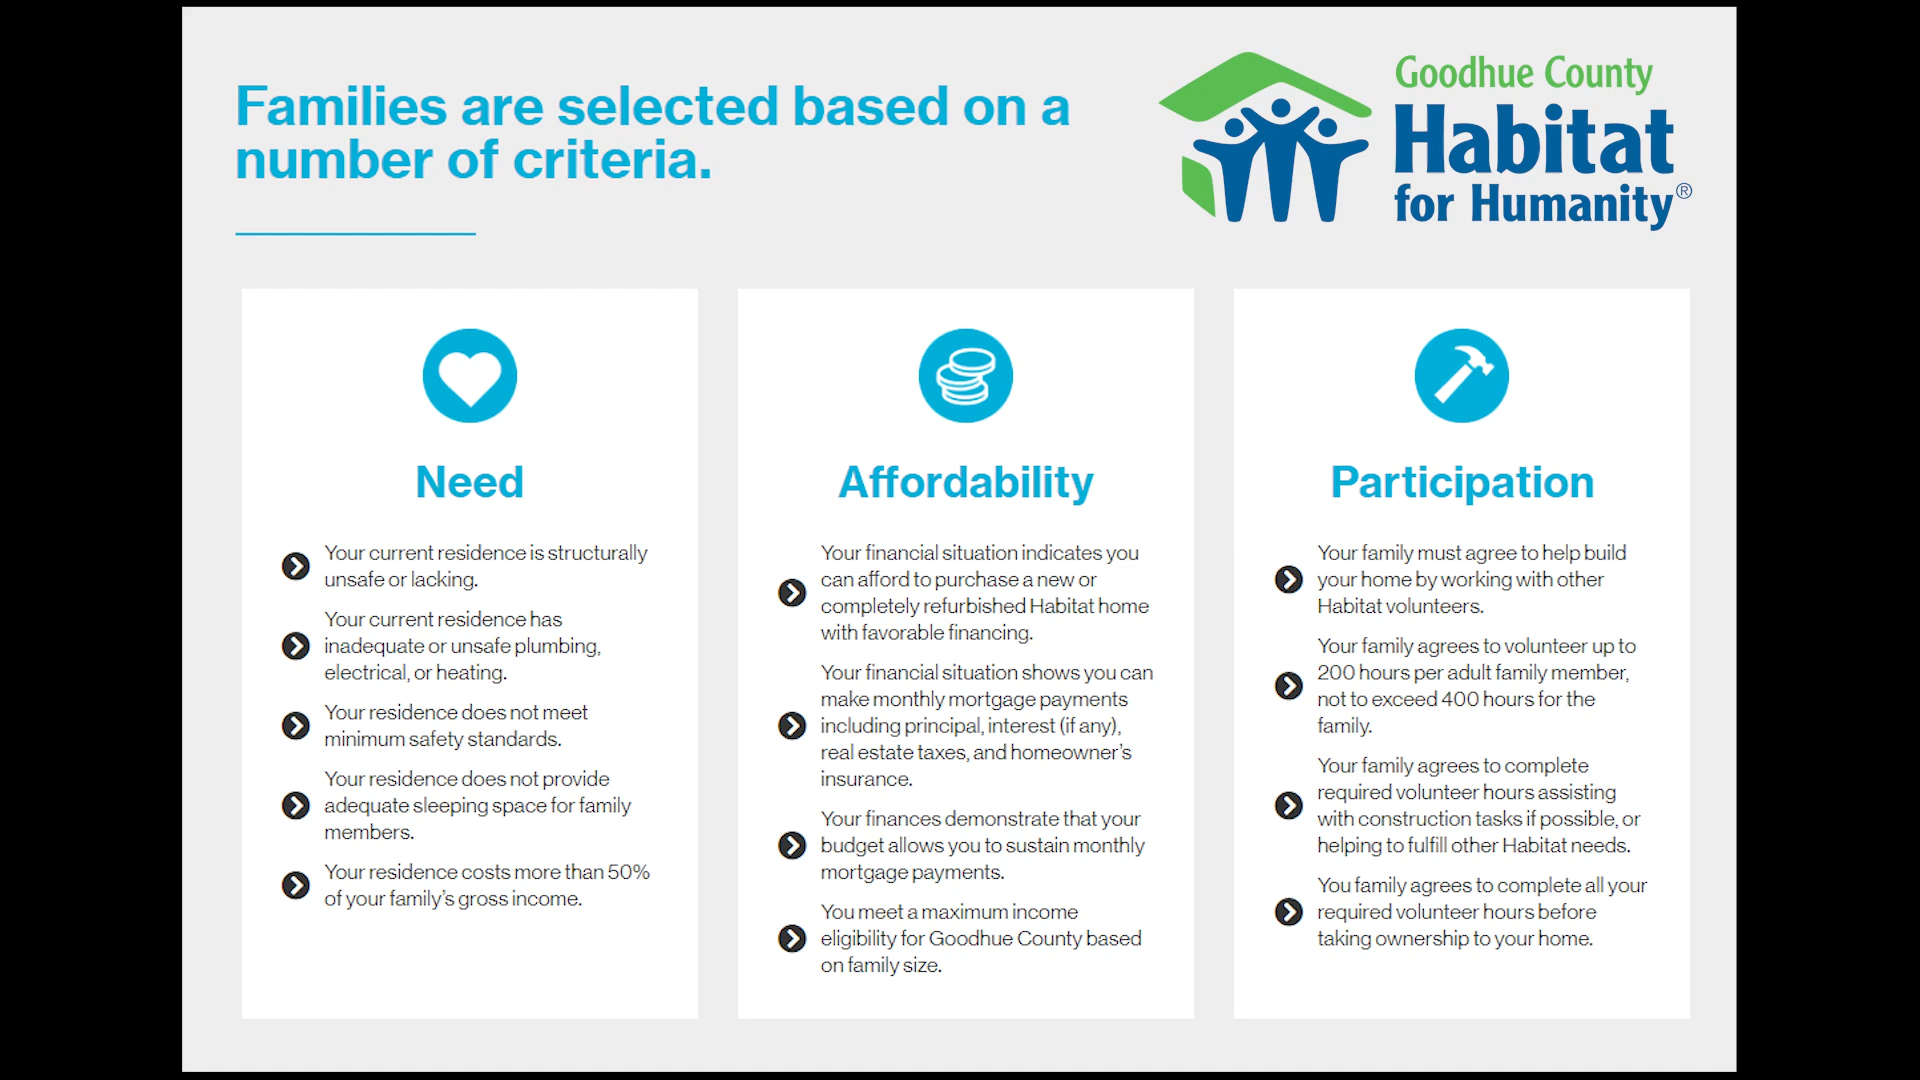 Families are selected based on a
number of criteria.
Goodhue County
Habitat
for Humanity®
Need
Your current residence is structurally
unsafe or lacking.
Your current residence has
inadequate or unsafe plumbing,
electrical, or heating.
Your residence does not meet
minimum safety standards.
Your residence does not provide
adequate sleeping space for family
members.
Your residence costs more than 50%
of your family's gross income.
Affordability
Your financial situation indicates you
can afford to purchase a new or
completely refurbished Habitat home
with favorable financing.
Your financial situation shows you can
make monthly mortgage payments
including principal, interest (if any),
real estate taxes, and homeowner's
insurance.
Your finances demonstrate that your
budget allows you to sustain monthly
mortgage payments.
You meet a maximum income
eligibility for Goodhue County based
on family size.
Participation
Your family must agree to help build
your home by working with other
Habitat volunteers.
Your family agrees to volunteer up to
200 hours per adult family member,
not to exceed 400 hours for the
family.
Your family agrees to complete
required volunteer hours assisting
with construction tasks if possible, or
helping to fulfill other Habitat needs.
You family agrees to complete all your
required volunteer hours before
taking ownership to your home.